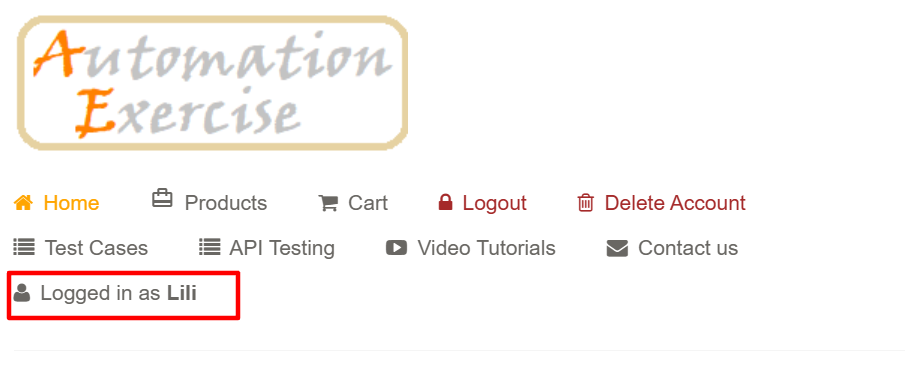 Automation
Exercise
Home Products Cart Logout Delete Account
Test Cases API Testing Video Tutorials Contact us
Logged in as Lili